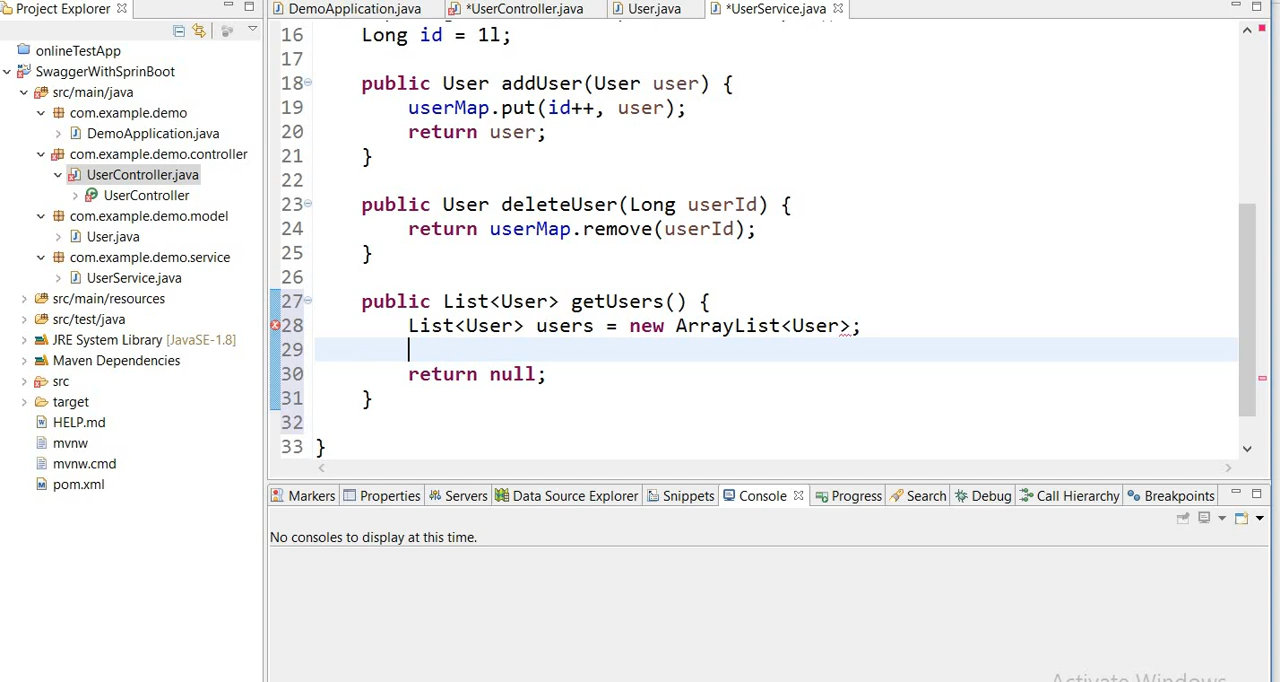 Project Explorer
onlineTestApp
SwaggerWithSprinBoot
src/main/java
com.example.demo
DemoApplication.java
com.example.demo.controller
UserController.java
UserController
com.example.demo.model
User.java
com.example.demo.service
UserService.java
src/main/resources
src/test/java
JRE System Library [JavaSE-1.8]
Maven Dependencies
src
target
HELP.md
mvnw
mvnw.cmd
pom.xml
DemoApplication.java *UserController.java User.java *UserService.java
16 Long id = 1l;
17
18 public User addUser(User user) {
19 userMap.put(id++, user);
20 return user;
21 }
22
23 public User deleteUser(Long userId) {
24 return userMap.remove(userId);
25 }
26
27 public List<User> getUsers() {
28 List<User> users = new ArrayList<User>;
29
30 return null;
31 }
32
33 }
Markers Properties Servers Data Source Explorer Snippets Console Progress Search Debug Call Hierarchy Breakpoints
No consoles to display at this time.
Activate Windows